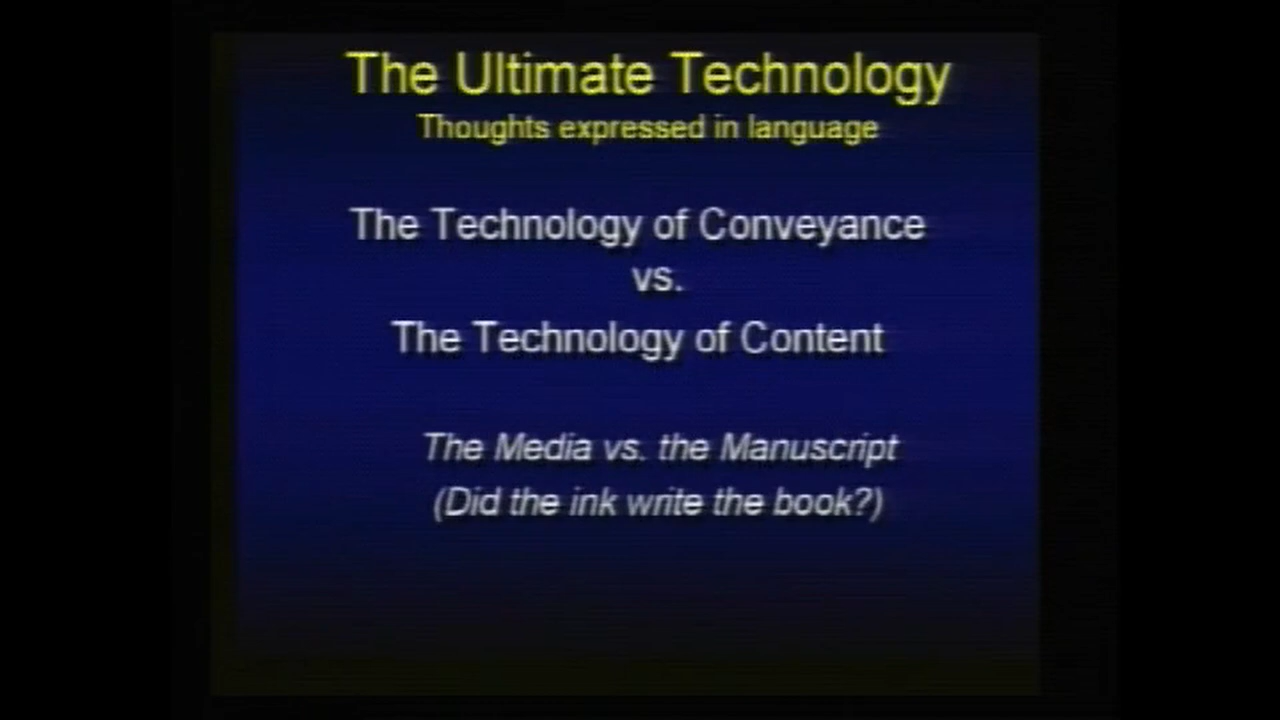 The Ultimate Technology
Thoughts expressed in language
The Technology of Conveyance
vs.
The Technology of Content
The Media vs. the Manuscript
(Did the ink write the book?)